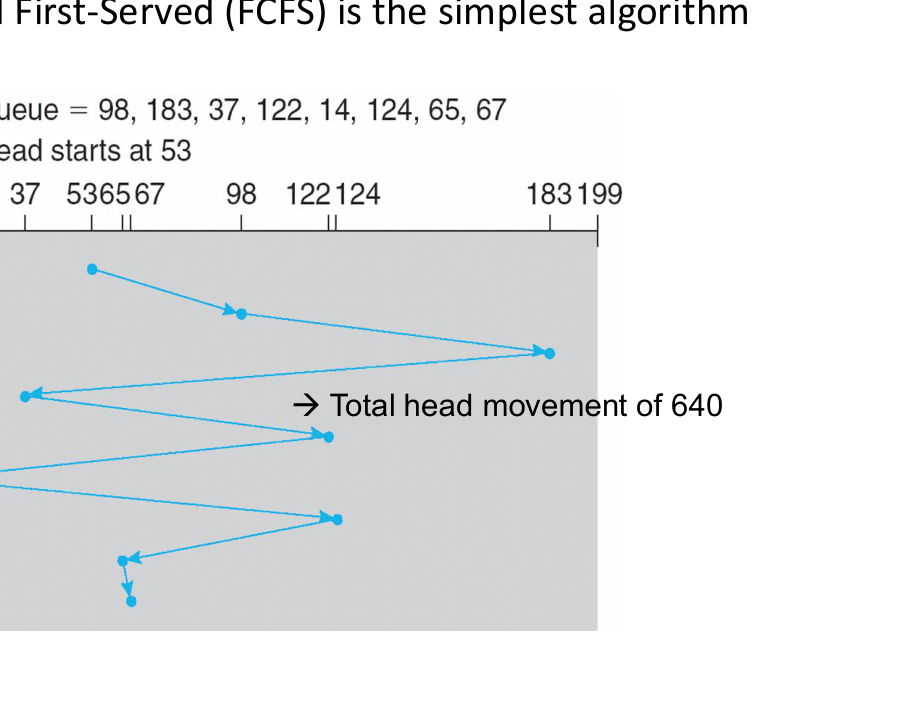 First-Served (FCFS) is the simplest algorithm
ueue = 98, 183, 37, 122, 14, 124, 65, 67
ead starts at 53
37 53 65 67 98 122 124 183 199
→ Total head movement of 640